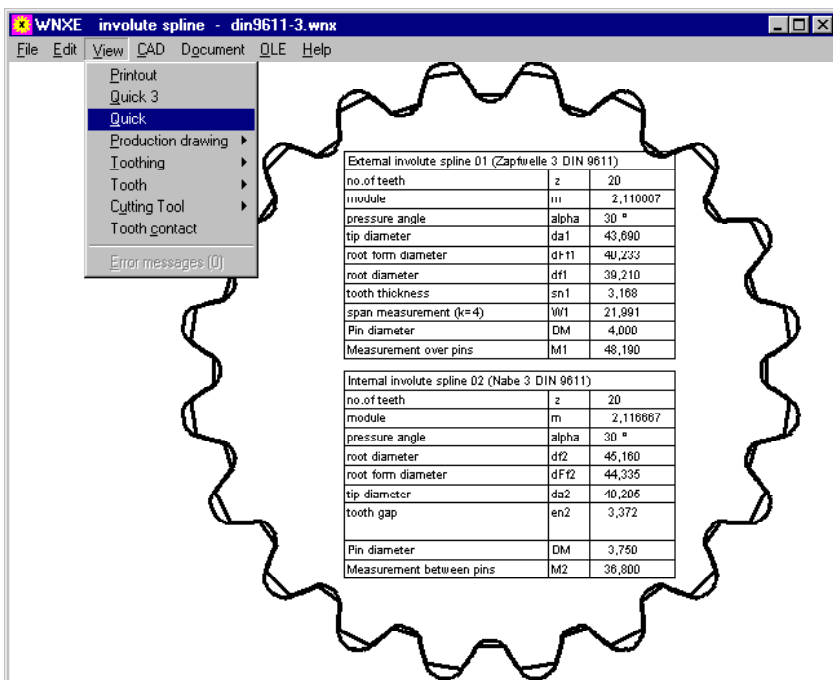 WNXE involute spline - din9611-3.wnx
File Edit View CAD Document OLE Help
Printout
Quick 3
Quick
Production drawing
Toothing
Tooth
Cutting Tool
Tooth contact
Error messages (0)
External involute spline 01 (Zapfwelle 3 DIN 9611)
no.of teeth z 20
module m 2,110007
pressure angle alpha 30 °
tip diameter da1 43,690
root form diameter dFf1 40,233
root diameter df1 39,210
tooth thickness sn1 3,168
span measurement (k=4) W1 21,991
Pin diameter DM 4,000
Measurement over pins M1 48,190
Internal involute spline 02 (Nabe 3 DIN 9611)
no.of teeth z 20
module m 2,116667
pressure angle alpha 30 °
root diameter df2 45,160
root form diameter dFf2 44,335
tip diameter da2 40,206
tooth gap en2 3,372
Pin diameter DM 3,750
Measurement between pins M2 36,800